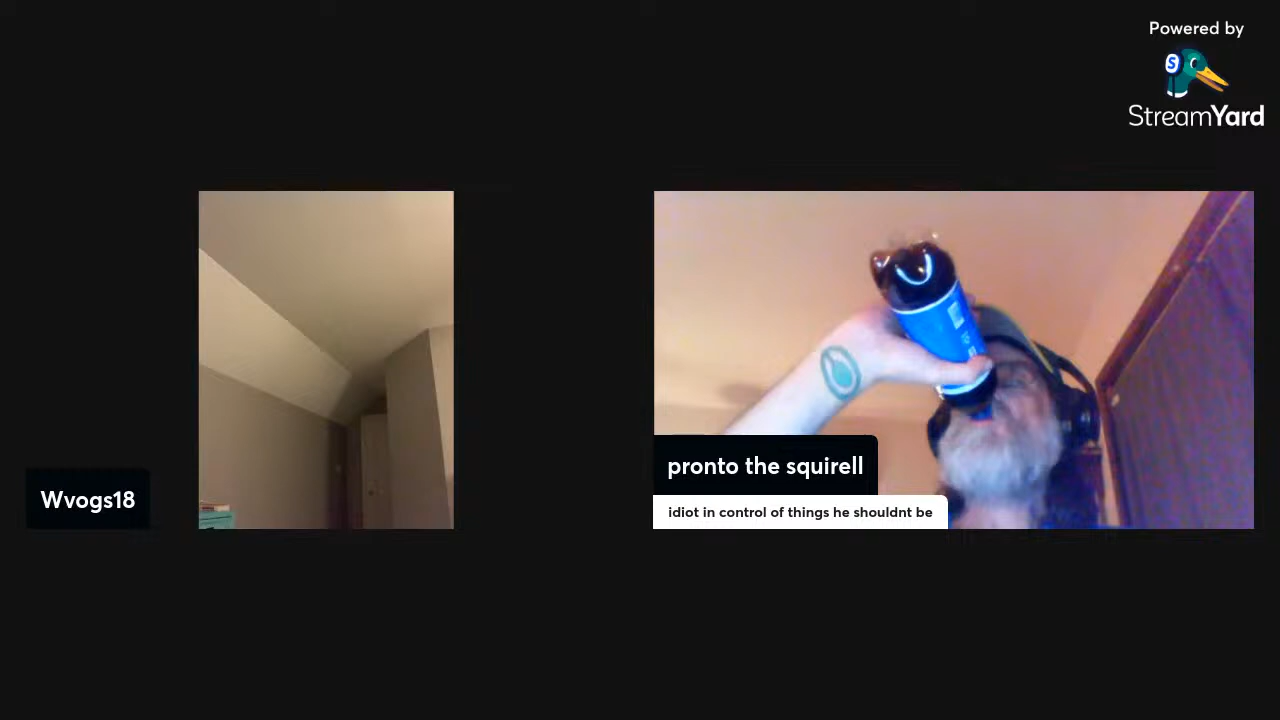 Powered by
S
StreamYard
Wvogs18
pronto the squirell
idiot in control of things he shouldnt be